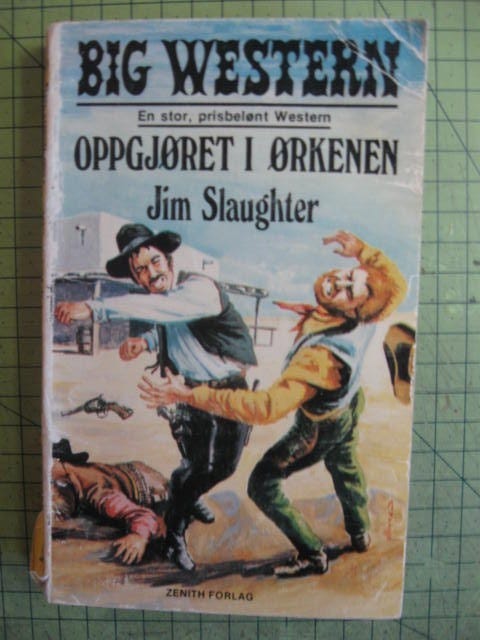 BIG WESTERN
En stor, prisbelønt Western
OPPGJØRET I ØRKENEN
Jim Slaughter
ZENITH FORLAG